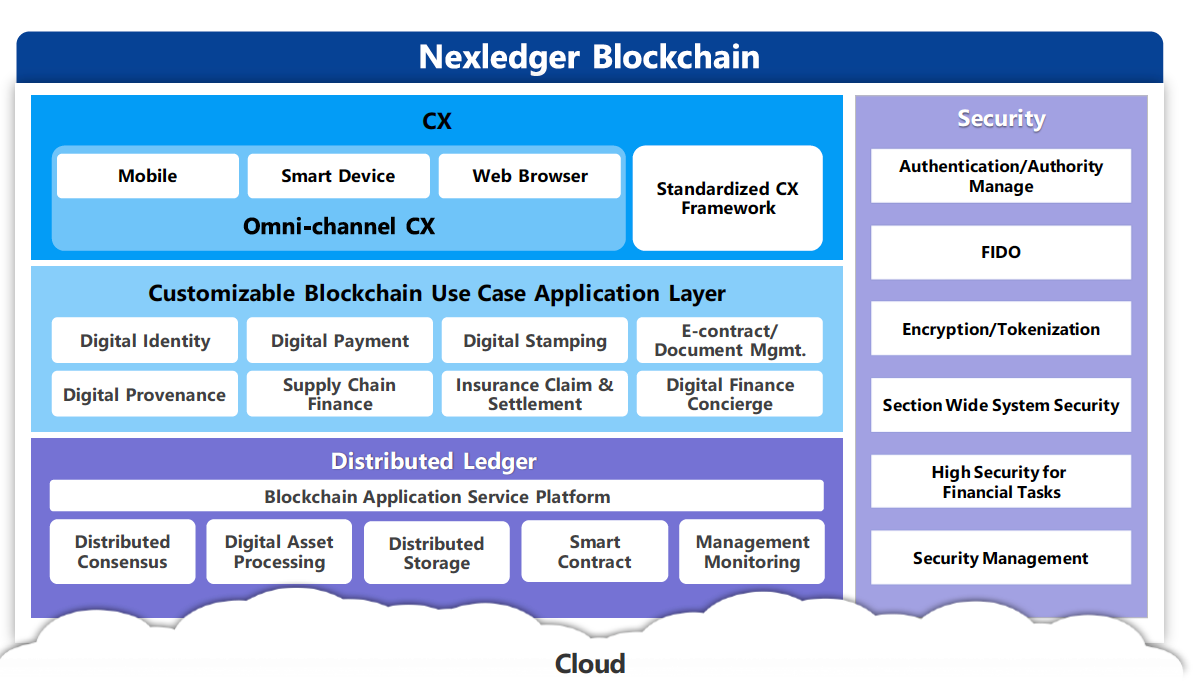 Nexledger Blockchain
CX
Mobile
Smart Device
Web Browser
Omni-channel CX
Standardized CX
Framework
Customizable Blockchain Use Case Application Layer
Digital Identity
Digital Payment
Digital Stamping
E-contract/
Document Mgmt.
Digital Provenance
Supply Chain
Finance
Insurance Claim &
Settlement
Digital Finance
Concierge
Distributed Ledger
Blockchain Application Service Platform
Distributed
Consensus
Digital Asset
Processing
Distributed
Storage
Smart
Contract
Management
Monitoring
Security
Authentication/Authority
Manage
FIDO
Encryption/Tokenization
Section Wide System Security
High Security for
Financial Tasks
Security Management
Cloud